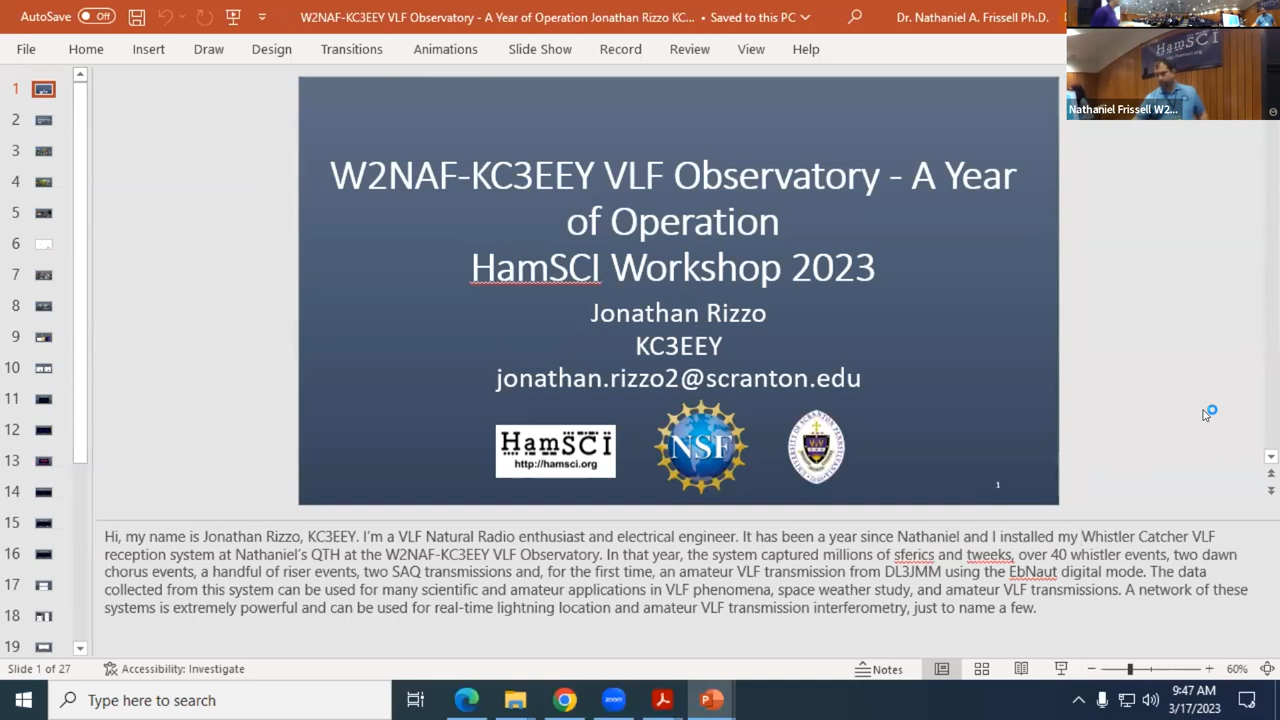 AutoSave Off
W2NAF-KC3EEY VLF Observatory - A Year of Operation Jonathan Rizzo KC... • Saved to this PC
Dr. Nathaniel A. Frissell Ph.D.
File Home Insert Draw Design Transitions Animations Slide Show Record Review View Help
HamSCI
http://hamsci.org
Nathaniel Frissell W2...
1
2
3
4
5
6
7
8
9
10
11
12
13
14
15
16
17
18
19
W2NAF-KC3EEY VLF Observatory - A Year
of Operation
HamSCI Workshop 2023
Jonathan Rizzo
KC3EEY
jonathan.rizzo2@scranton.edu
HamSCI
http://hamsci.org
NSF
1
Hi, my name is Jonathan Rizzo, KC3EEY. I'm a VLF Natural Radio enthusiast and electrical engineer. It has been a year since Nathaniel and I installed my Whistler Catcher VLF
reception system at Nathaniel's QTH at the W2NAF-KC3EEY VLF Observatory. In that year, the system captured millions of sferics and tweeks, over 40 whistler events, two dawn
chorus events, a handful of riser events, two SAQ transmissions and, for the first time, an amateur VLF transmission from DL3JMM using the EbNaut digital mode. The data
collected from this system can be used for many scientific and amateur applications in VLF phenomena, space weather study, and amateur VLF transmissions. A network of these
systems is extremely powerful and can be used for real-time lightning location and amateur VLF transmission interferometry, just to name a few.
Slide 1 of 27 Accessibility: Investigate Notes 60%
Type here to search zoom 9:47 AM
3/17/2023